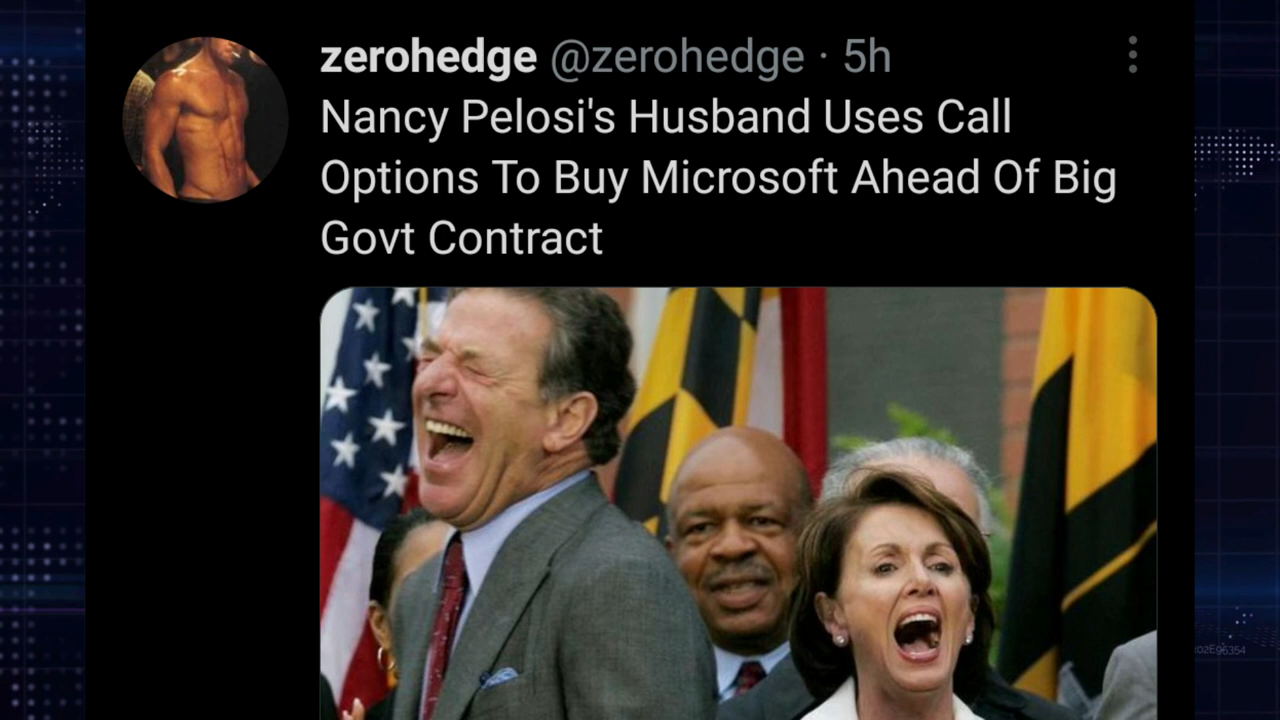 zerohedge @zerohedge · 5h
Nancy Pelosi's Husband Uses Call
Options To Buy Microsoft Ahead Of Big
Govt Contract